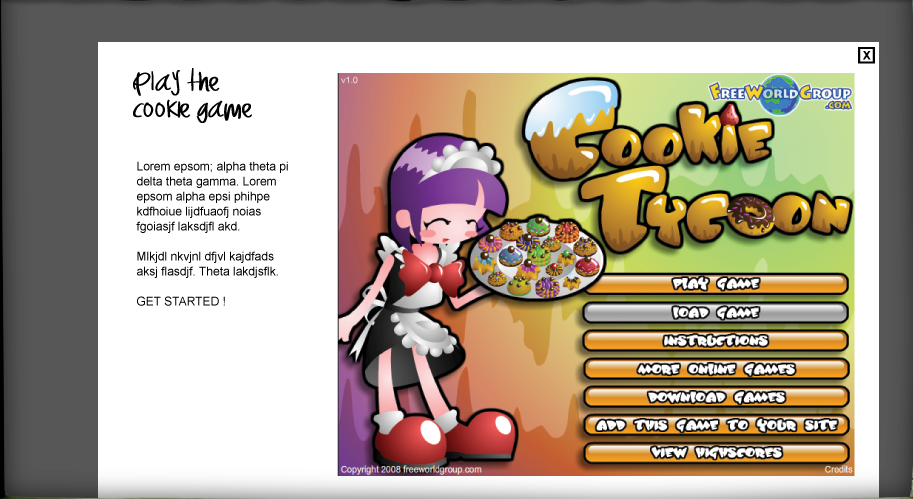 Play the
cookie game
X
Lorem epsom; alpha theta pi
delta theta gamma. Lorem
epsom alpha epsi phihpe
kdfhoiue lijdfuaofj noias
fgoiasjf laksdjfl akd.
Mlkjdl nkvjnl dfjvl kajdfads
aksj flasdjf. Theta lakdjsflk.
GET STARTED !
v1.0
FREEWORLDGROUP
.COM
Cookie
Tycoon
PLAY GAME
LOAD GAME
INSTRUCTIONS
MORE ONLINE GAMES
DOWNLOAD GAMES
ADD THIS GAME TO YOUR SITE
VIEW HIGHSCORES
Copyright 2008 freeworldgroup.com
Credits